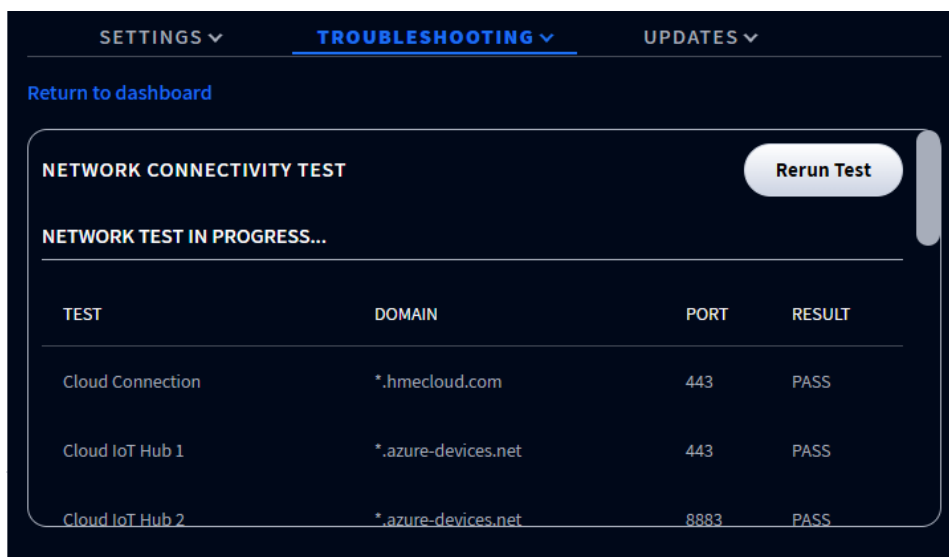 SETTINGS TROUBLESHOOTING UPDATES
Return to dashboard
NETWORK CONNECTIVITY TEST Rerun Test
NETWORK TEST IN PROGRESS...
TEST DOMAIN PORT RESULT
Cloud Connection *.hmecloud.com 443 PASS
Cloud IoT Hub 1 *.azure-devices.net 443 PASS
Cloud IoT Hub 2 *.azure-devices.net 8883 PASS